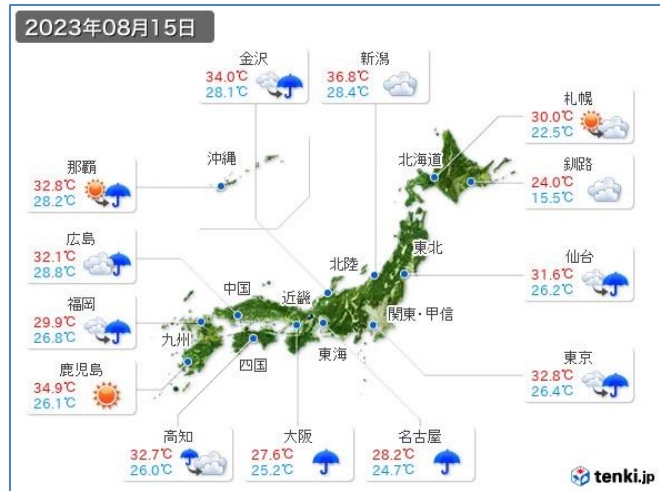 2023年08月15日
金沢
34.0℃
28.1℃
新潟
36.8℃
28.4℃
札幌
30.0℃
22.5℃
那覇
32.8℃
28.2℃
沖縄
北海道
釧路
24.0℃
15.5℃
広島
32.1℃
28.8℃
東北
北陸
仙台
31.6℃
26.2℃
中国
近畿
福岡
29.9℃
26.8℃
関東・甲信
九州
四国
東海
東京
32.8℃
26.4℃
鹿児島
34.9℃
26.1℃
高知
32.7℃
26.0℃
大阪
27.6℃
25.2℃
名古屋
28.2℃
24.7℃
tenki.jp